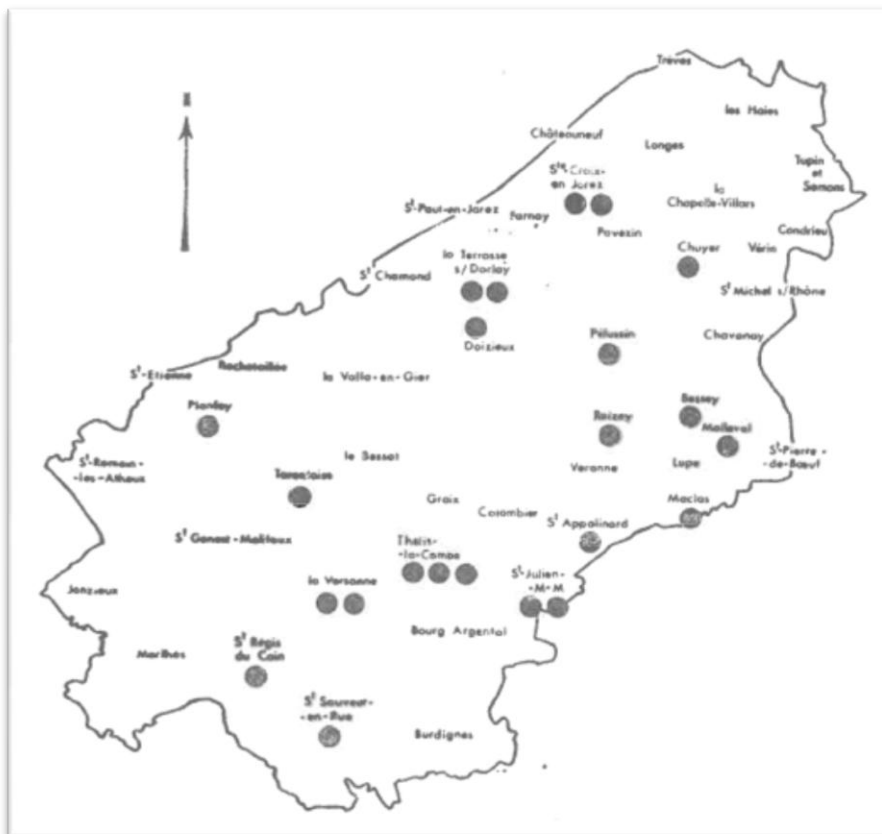 Trèves
les Haies
Châteauneuf
Longes
Tupin
et
Semons
Ste-Croix-
en Jarez
la
Chapelle-Villars
St-Paul-en-Jarez
Farnay
Pavezin
Condrieu
la Terrasse
s/Dorlay
Chuyer
Vérin
St Chamond
St Michel s/Rhône
Doizieux
Pélussin
Chavanay
Rochetaillée
St-Etienne
la Valla-en-Gier
Planfoy
Bessey
Roizey
Malleval
St-Romain-
-les-Atheux
le Bessat
St-Pierre-
-de-Bœuf
Tarentaise
Veranne
Lupe
Graix
Maclas
Colombier
St Appolinard
St Genest-Malifaux
Thélis-
-la-Combe
Jonzieux
la Versanne
St-Julien-
-M-M
Bourg Argental
Marlhes
St Régis
du Coin
St Sauveur-
-en-Rue
Burdignes